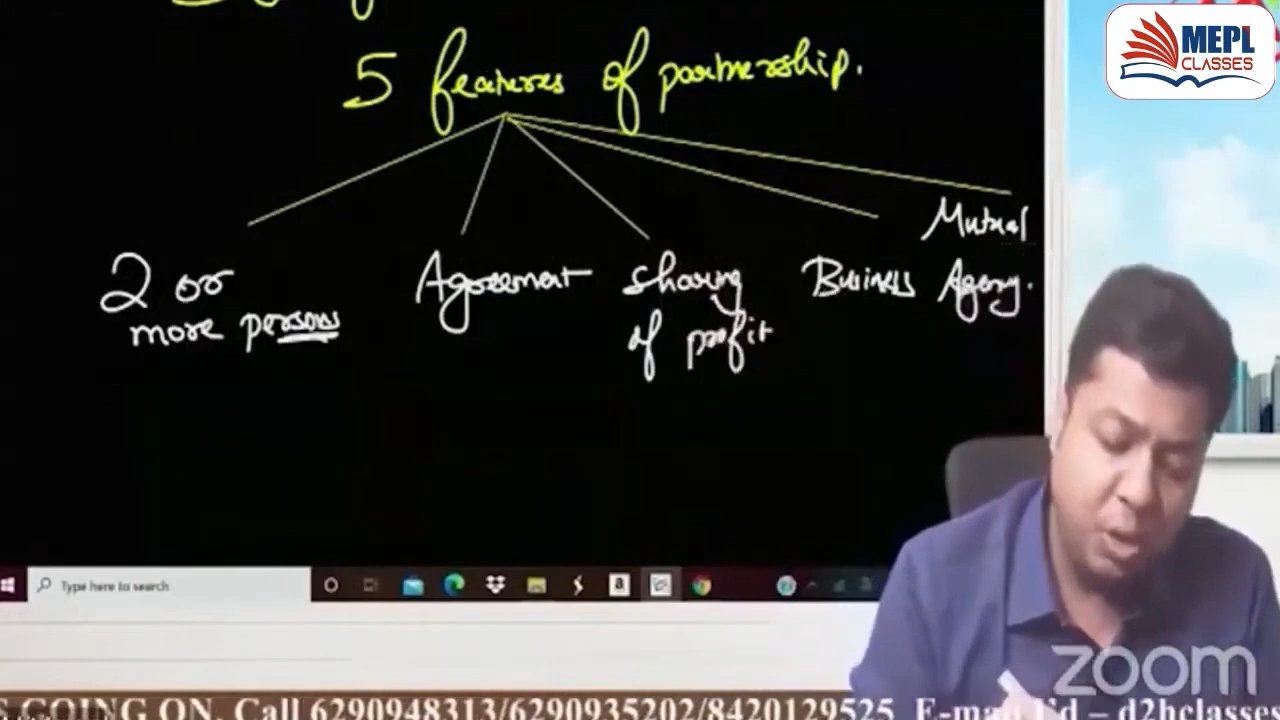 5 features of partnership.
2 or
more persons
Agreement
sharing
of profit
Business
Mutual
Agency.
MEPL
CLASSES
Type here to search
zoom
S GOING ON. Call 6290948313/6290935202/8420129525 E-mail Id – d2hclasses